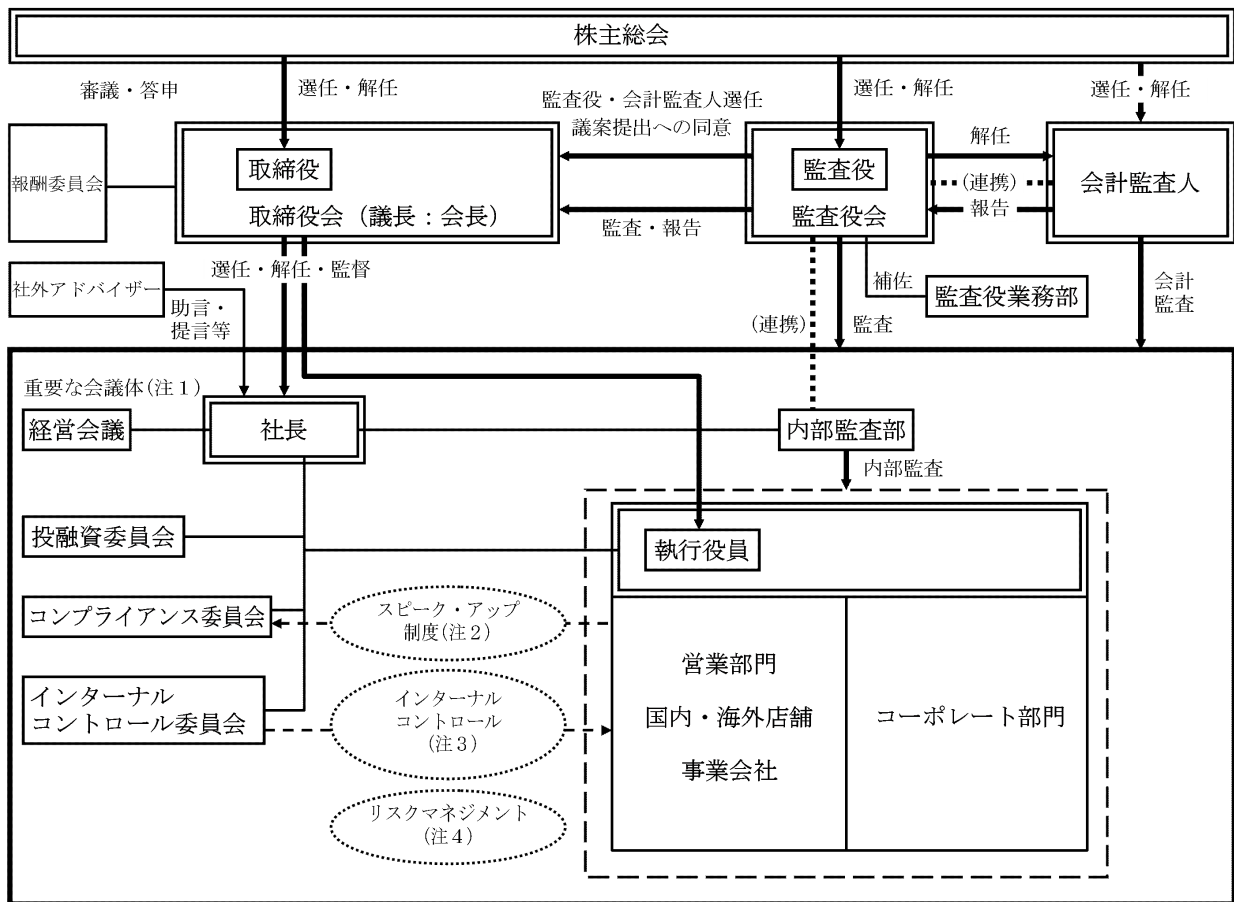 株主総会
審議・答申
選任・解任
監査役・会計監査人選任
議案提出への同意
選任・解任
選任・解任
報酬委員会
取締役
取締役会（議長：会長）
監査・報告
監査役
監査役会
解任
(連携)
報告
会計監査人
社外アドバイザー
助言・
提言等
選任・解任・監督
(連携)
監査
補佐
監査役業務部
会計
監査
重要な会議体(注１)
経営会議
社長
内部監査部
内部監査
投融資委員会
執行役員
コンプライアンス委員会
スピーク・アップ
制度(注２)
インターナル
コントロール委員会
インターナル
コントロール
(注３)
リスクマネジメント
(注４)
営業部門
国内・海外店舗
事業会社
コーポレート部門